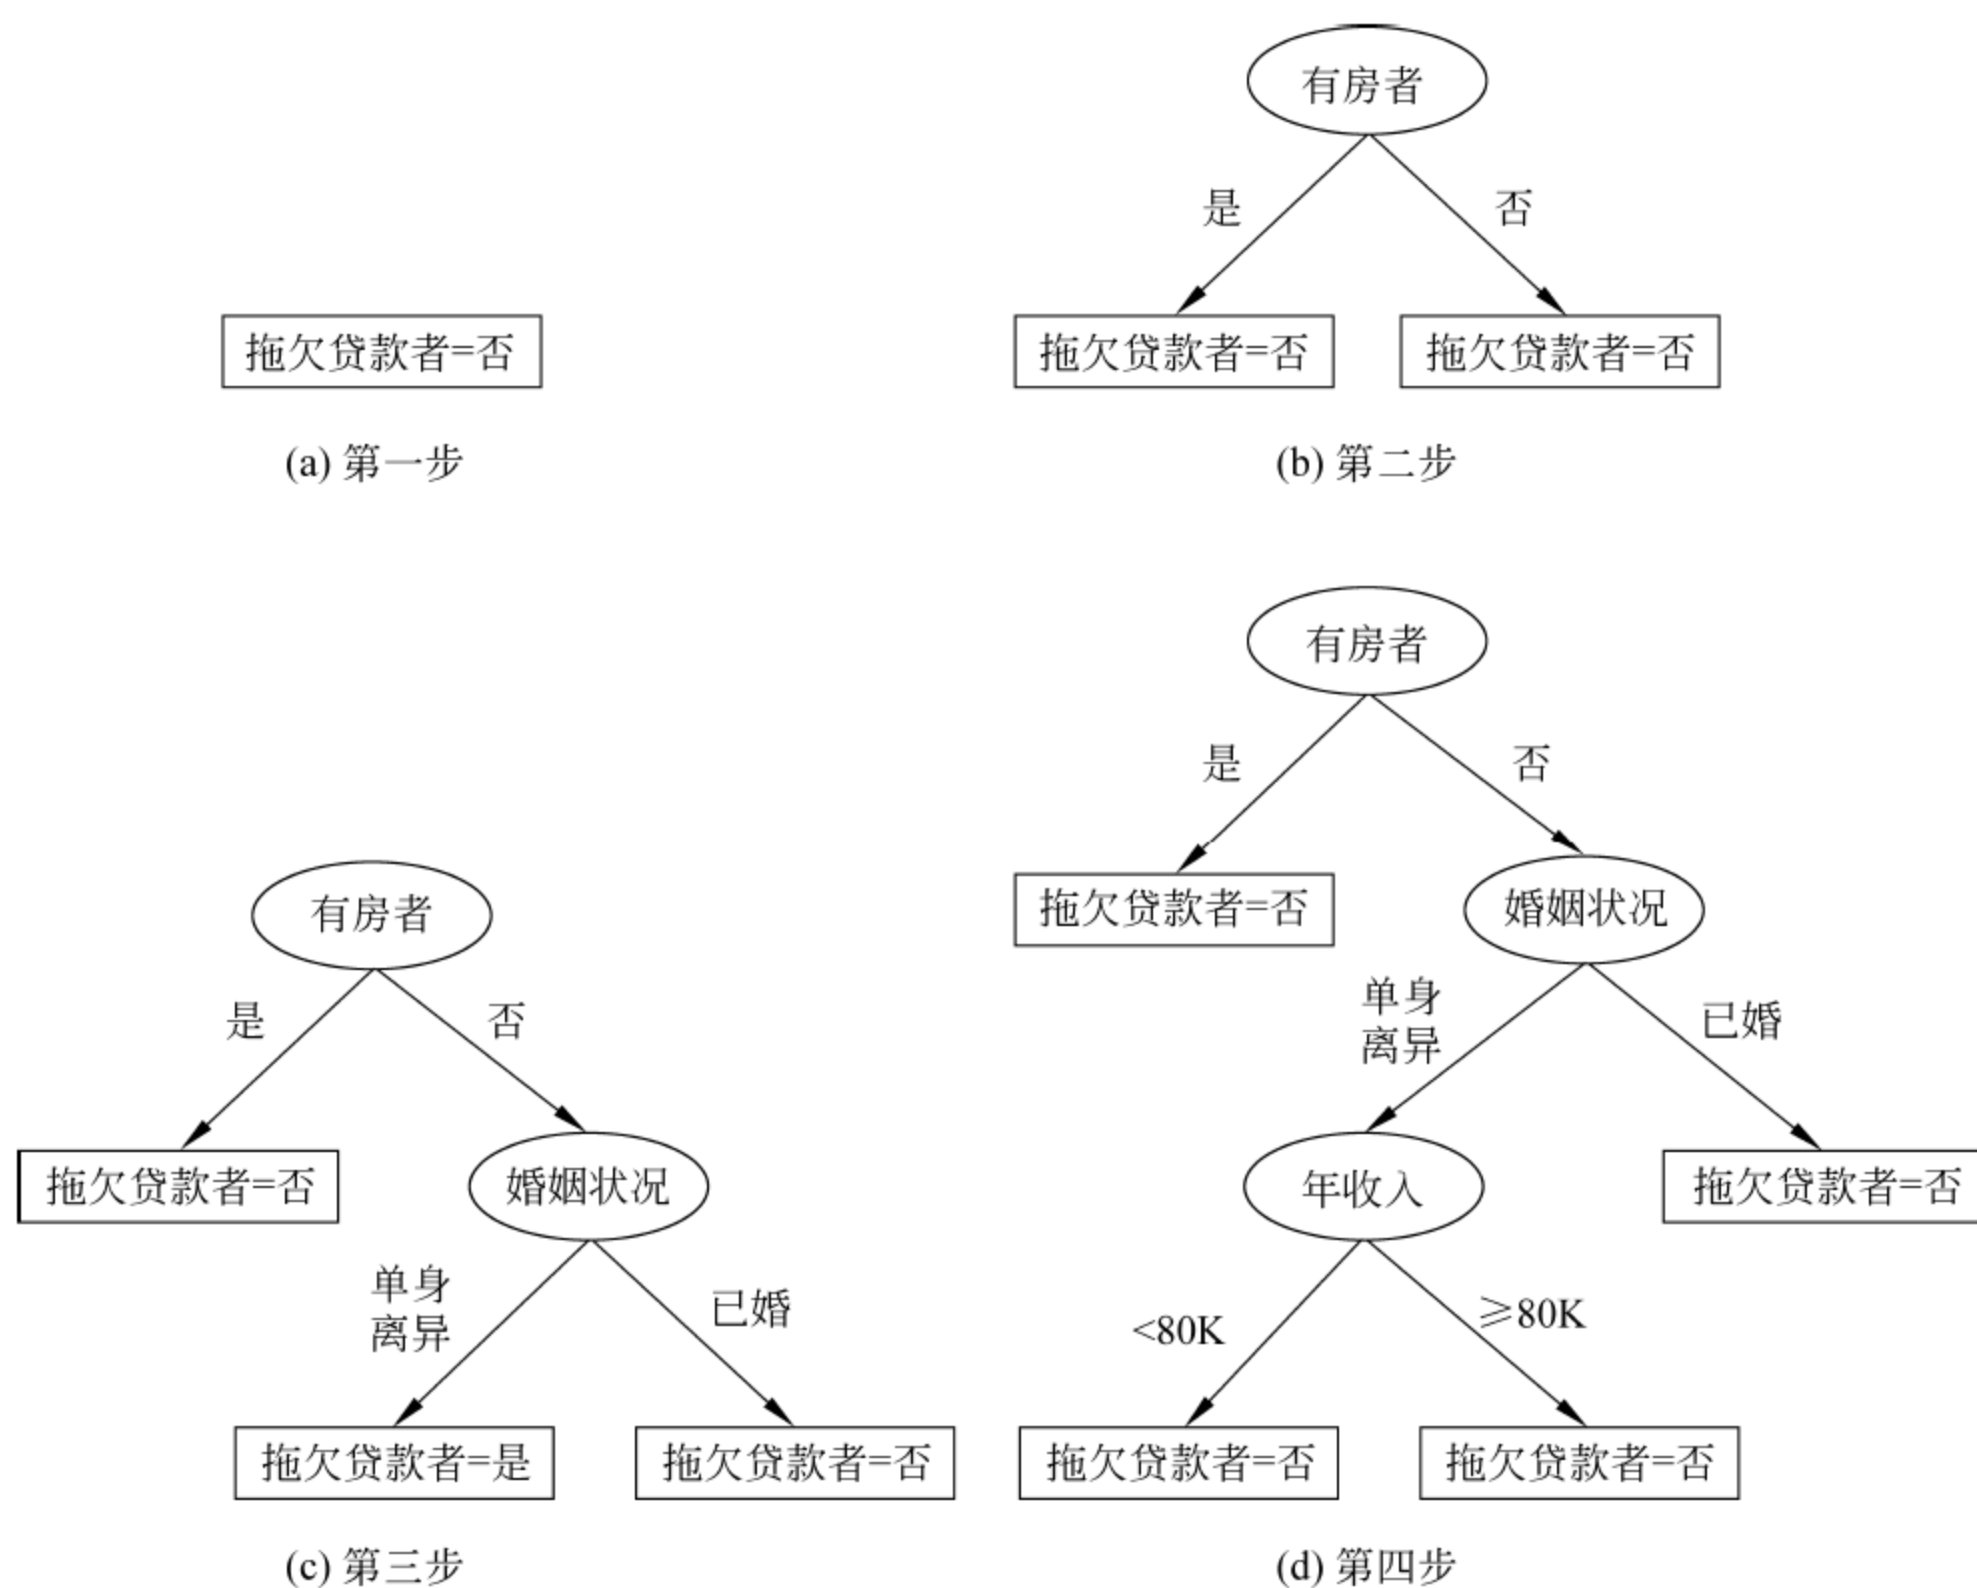 有房者
是
否
拖欠贷款者=否
拖欠贷款者=否
拖欠贷款者=否
(a) 第一步
(b) 第二步
有房者
是
否
拖欠贷款者=否
婚姻状况
单身
离异
已婚
拖欠贷款者=是
拖欠贷款者=否
(c) 第三步
有房者
是
否
拖欠贷款者=否
婚姻状况
单身
离异
已婚
年收入
拖欠贷款者=否
<80K
≥80K
拖欠贷款者=否
拖欠贷款者=否
(d) 第四步